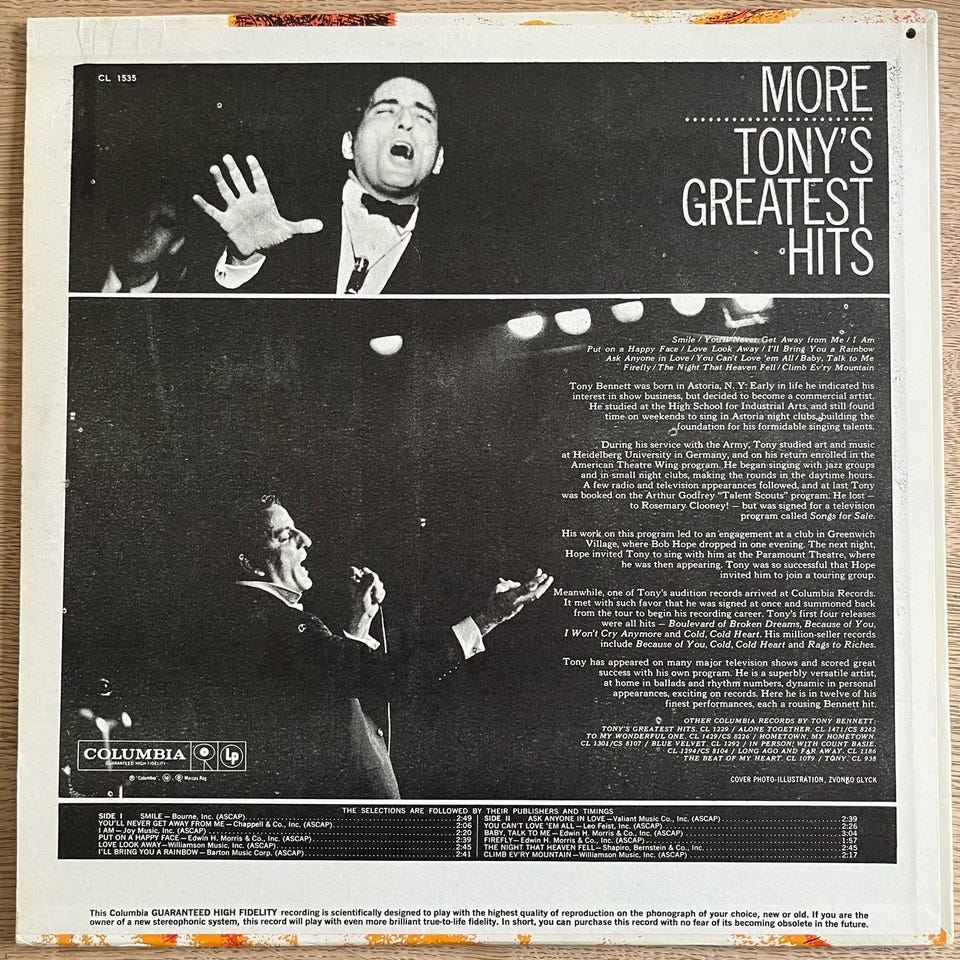 CL 1535
MORE
TONY'S
GREATEST
HITS
Smile / You'll Never Get Away from Me / I Am
Put on a Happy Face / Love Look Away / I'll Bring You a Rainbow
Ask Anyone in Love / You Can't Love 'em All / Baby, Talk to Me
Firefly / The Night That Heaven Fell / Climb Ev'ry Mountain
Tony Bennett was born in Astoria, N. Y. Early in life he indicated his
interest in show business, but decided to become a commercial artist.
He studied at the High School for Industrial Arts, and still found
time on weekends to sing in Astoria night clubs, building the
foundation for his formidable singing talents.
During his service with the Army, Tony studied art and music
at Heidelberg University in Germany, and on his return enrolled in the
American Theatre Wing program. He began singing with jazz groups
and in small night clubs, making the rounds in the daytime hours.
A few radio and television appearances followed, and at last Tony
was booked on the Arthur Godfrey "Talent Scouts" program. He lost —
to Rosemary Clooney! — but was signed for a television
program called Songs for Sale.
His work on this program led to an engagement at a club in Greenwich
Village, where Bob Hope dropped in one evening. The next night,
Hope invited Tony to sing with him at the Paramount Theatre, where
he was then appearing. Tony was so successful that Hope
invited him to join a touring group.
Meanwhile, one of Tony's audition records arrived at Columbia Records.
It met with such favor that he was signed at once and summoned back
from the tour to begin his recording career. Tony's first four releases
were all hits — Boulevard of Broken Dreams, Because of You,
I Won't Cry Anymore and Cold, Cold Heart. His million-seller records
include Because of You, Cold, Cold Heart and Rags to Riches.
Tony has appeared on many major television shows and scored great
success with his own program. He is a superbly versatile artist,
at home in ballads and rhythm numbers, dynamic in personal
appearances, exciting on records. Here he is in twelve of his
finest performances, each a rousing Bennett hit.
OTHER COLUMBIA RECORDS BY TONY BENNETT:
TONY'S GREATEST HITS. CL 1229 / ALONE TOGETHER. CL 1471/CS 8262
TO MY WONDERFUL ONE. CL 1429/CS 8226 / HOMETOWN, MY HOMETOWN.
CL 1301/CS 8107 / BLUE VELVET. CL 1292 / IN PERSON! WITH COUNT BASIE.
CL 1294/CS 8104 / LONG AGO AND FAR AWAY. CL 1186
THE BEAT OF MY HEART. CL 1079 / TONY. CL 938
COLUMBIA
GUARANTEED HIGH FIDELITY
LP
® "Columbia", Marcas Reg
COVER PHOTO-ILLUSTRATION, ZVONKO GLYCK
THE SELECTIONS ARE FOLLOWED BY THEIR PUBLISHERS AND TIMINGS
SIDE I SMILE — Bourne, Inc. (ASCAP) 2:49
YOU'LL NEVER GET AWAY FROM ME — Chappell & Co., Inc. (ASCAP) 2:06
I AM — Joy Music, Inc. (ASCAP) 2:20
PUT ON A HAPPY FACE — Edwin H. Morris & Co., Inc. (ASCAP) 2:39
LOVE LOOK AWAY — Williamson Music, Inc. (ASCAP) 2:45
I'LL BRING YOU A RAINBOW — Barton Music Corp. (ASCAP) 2:41
SIDE II ASK ANYONE IN LOVE — Valiant Music Co., Inc. (ASCAP) 2:39
YOU CAN'T LOVE 'EM ALL — Leo Feist, Inc. (ASCAP) 2:26
BABY, TALK TO ME — Edwin H. Morris & Co., Inc. (ASCAP) 3:04
FIREFLY — Edwin H. Morris & Co., Inc. (ASCAP) 1:57
THE NIGHT THAT HEAVEN FELL — Shapiro, Bernstein & Co., Inc. 2:45
CLIMB EV'RY MOUNTAIN — Williamson Music, Inc. (ASCAP) 2:17
This Columbia GUARANTEED HIGH FIDELITY recording is scientifically designed to play with the highest quality of reproduction on the phonograph of your choice, new or old. If you are the
owner of a new stereophonic system, this record will play with even more brilliant true-to-life fidelity. In short, you can purchase this record with no fear of its becoming obsolete in the future.